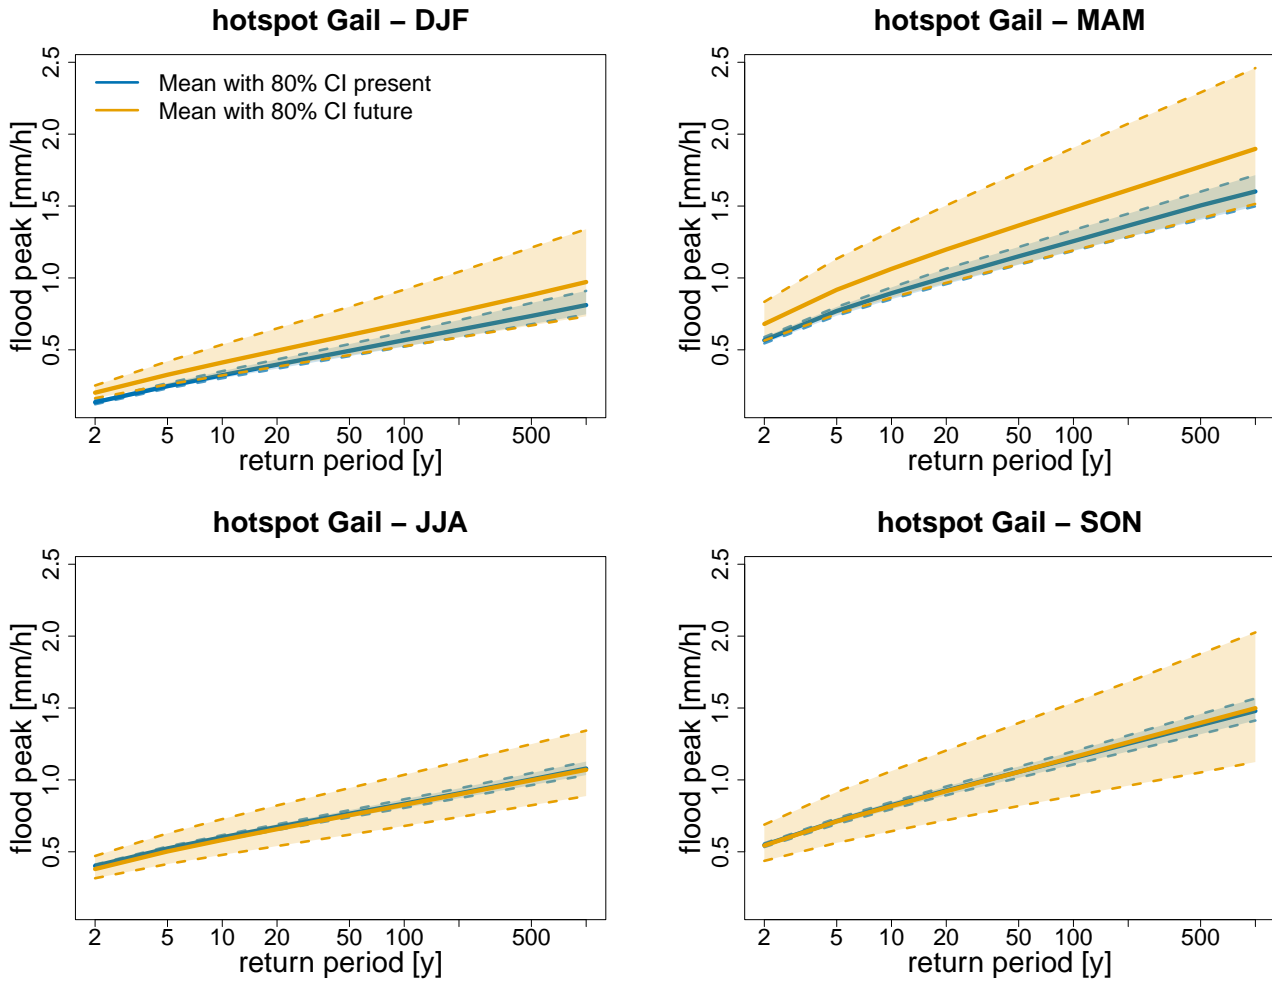 hotspot Gail – DJF
flood peak [mm/h]
2.5
2.0
1.5
1.0
0.5
Mean with 80% CI present
Mean with 80% CI future
2 5 10 20 50 100 500
return period [y]
hotspot Gail – MAM
flood peak [mm/h]
2.5
2.0
1.5
1.0
0.5
2 5 10 20 50 100 500
return period [y]
hotspot Gail – JJA
flood peak [mm/h]
2.5
2.0
1.5
1.0
0.5
2 5 10 20 50 100 500
return period [y]
hotspot Gail – SON
flood peak [mm/h]
2.5
2.0
1.5
1.0
0.5
2 5 10 20 50 100 500
return period [y]